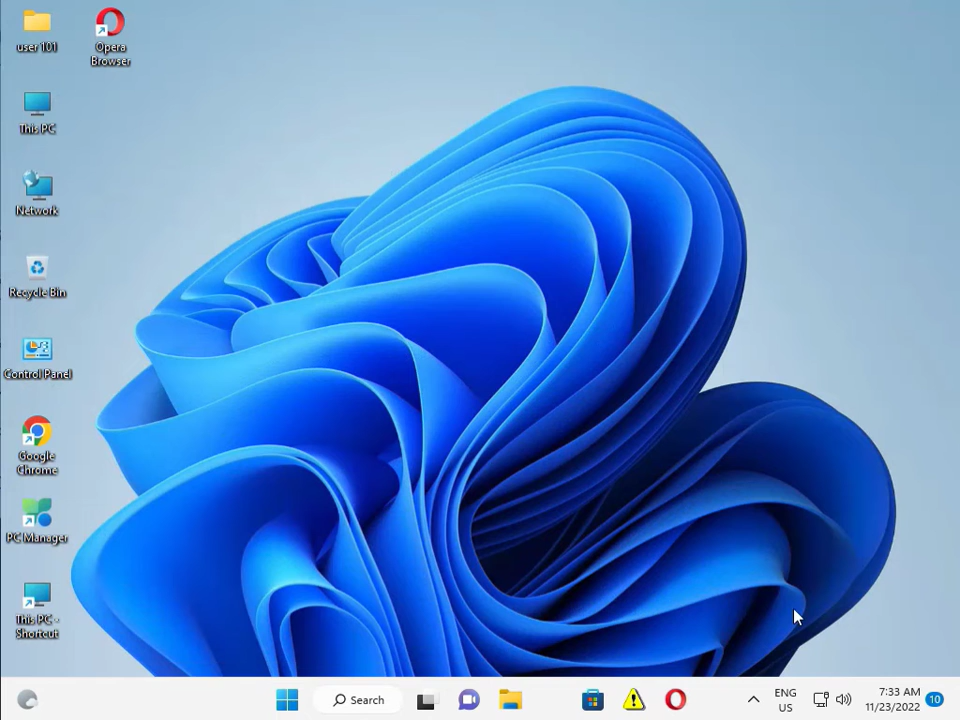 user 101
Opera
Browser
This PC
Network
Recycle Bin
Control Panel
Google
Chrome
PC Manager
This PC -
Shortcut
Search
ENG
US
7:33 AM
11/23/2022
10